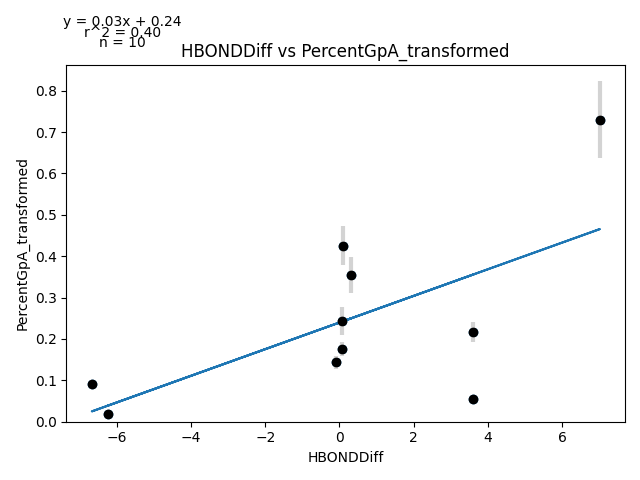 y = 0.03x + 0.24
r^2 = 0.40
n = 10
HBONDDiff vs PercentGpA_transformed
PercentGpA_transformed
0.8
0.7
0.6
0.5
0.4
0.3
0.2
0.1
0.0
−6
−4
−2
0
2
4
6
HBONDDiff